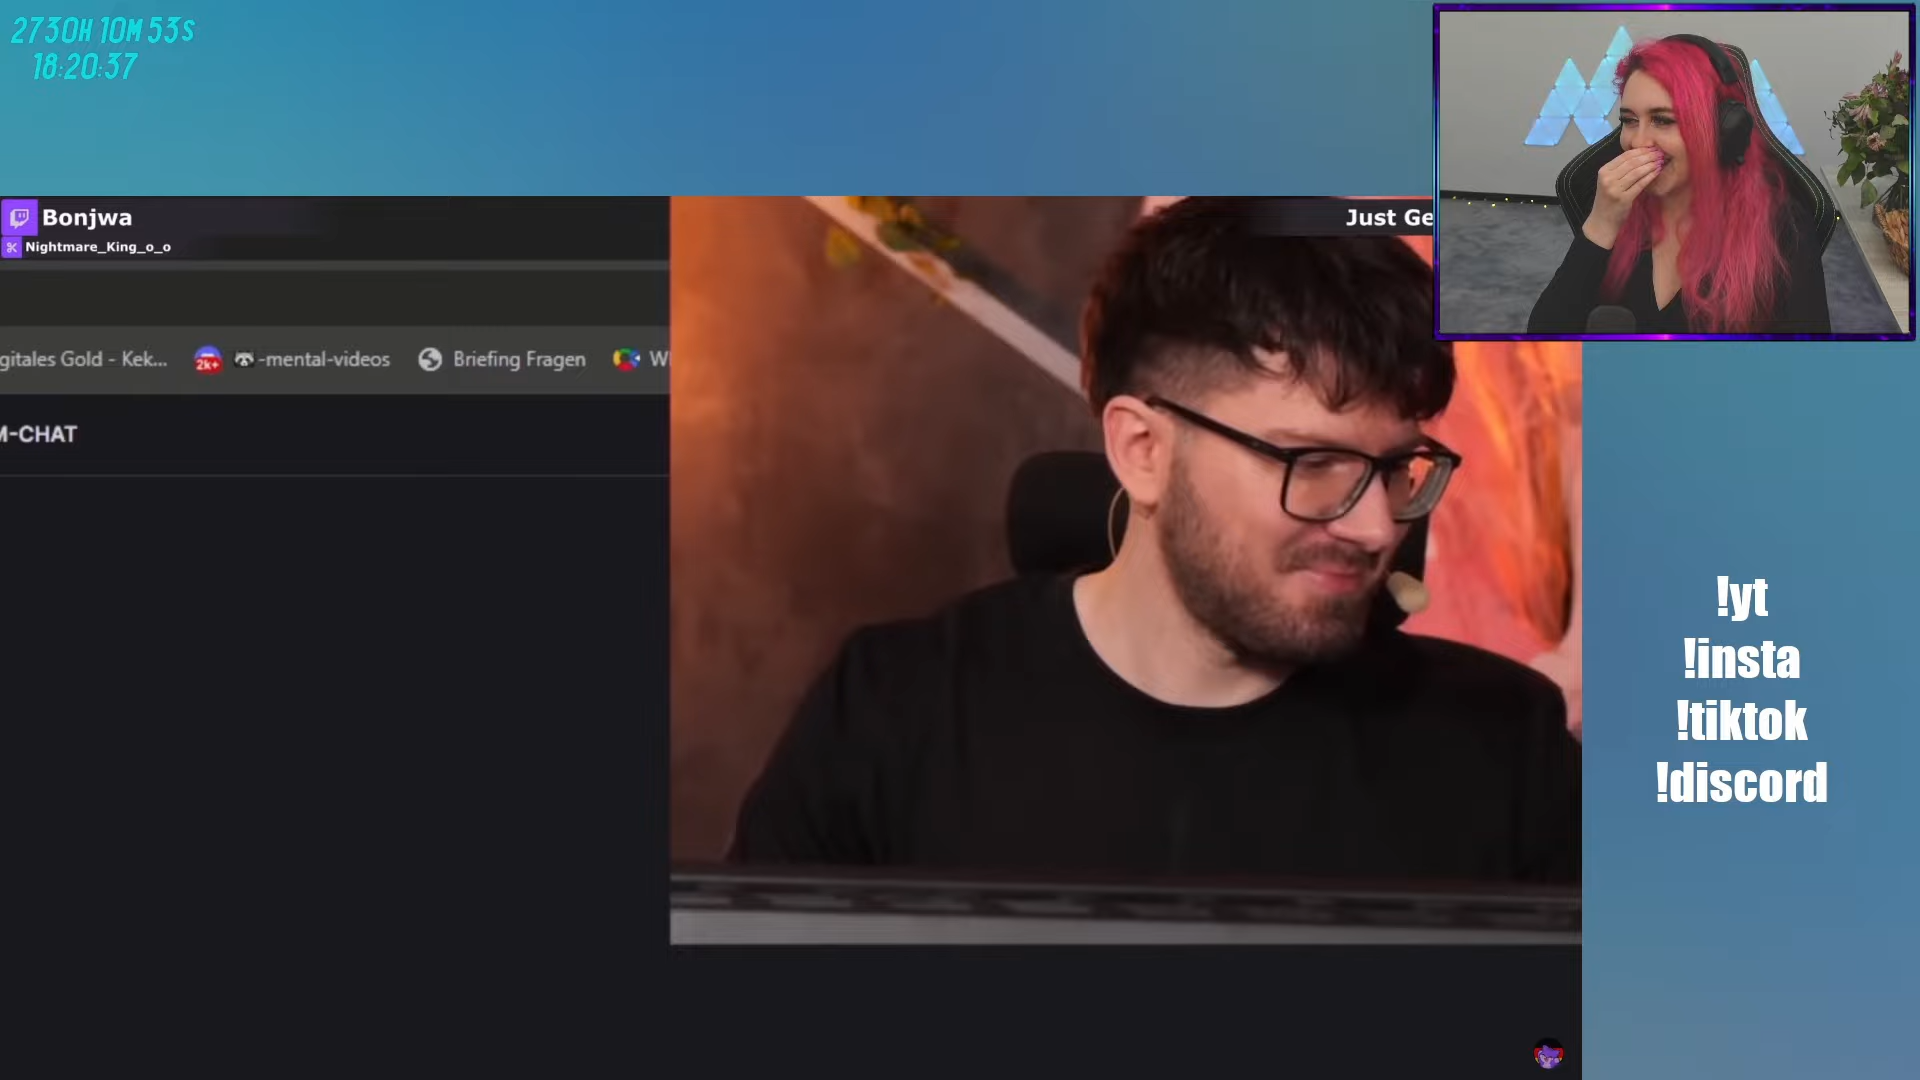 2730H 10M 53S
18:20:37
Bonjwa
Nightmare_King_o_o
Just Ge
gitales Gold - Kek...
2k+
-mental-videos
Briefing Fragen
W
M-CHAT
!yt
!insta
!tiktok
!discord